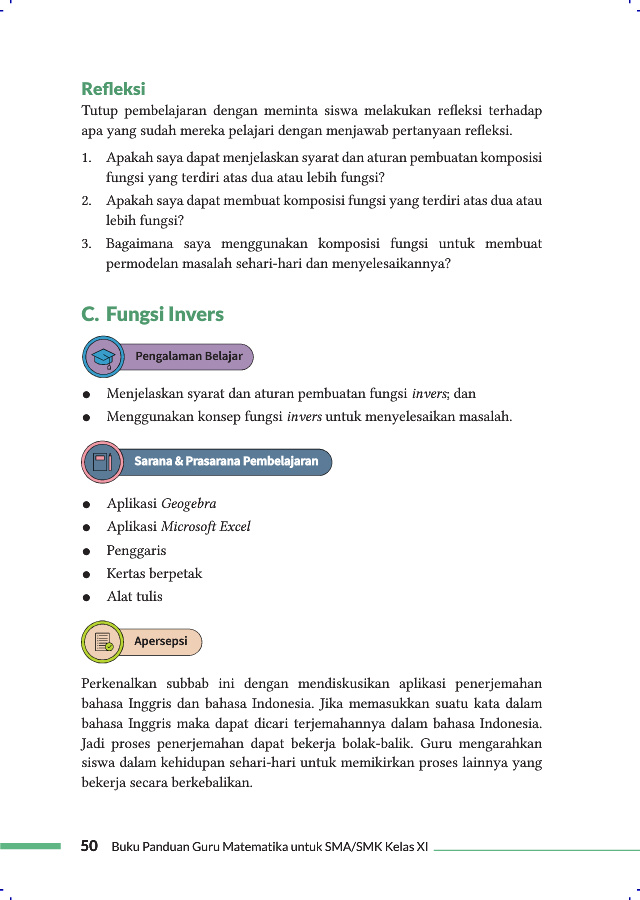 Refleksi
Tutup pembelajaran dengan meminta siswa melakukan refleksi terhadap
apa yang sudah mereka pelajari dengan menjawab pertanyaan refleksi.
1. Apakah saya dapat menjelaskan syarat dan aturan pembuatan komposisi
fungsi yang terdiri atas dua atau lebih fungsi?
2. Apakah saya dapat membuat komposisi fungsi yang terdiri atas dua atau
lebih fungsi?
3. Bagaimana saya menggunakan komposisi fungsi untuk membuat
permodelan masalah sehari-hari dan menyelesaikannya?
C. Fungsi Invers
Pengalaman Belajar
● Menjelaskan syarat dan aturan pembuatan fungsi invers; dan
● Menggunakan konsep fungsi invers untuk menyelesaikan masalah.
Sarana & Prasarana Pembelajaran
● Aplikasi Geogebra
● Aplikasi Microsoft Excel
● Penggaris
● Kertas berpetak
● Alat tulis
Apersepsi
Perkenalkan subbab ini dengan mendiskusikan aplikasi penerjemahan
bahasa Inggris dan bahasa Indonesia. Jika memasukkan suatu kata dalam
bahasa Inggris maka dapat dicari terjemahannya dalam bahasa Indonesia.
Jadi proses penerjemahan dapat bekerja bolak-balik. Guru mengarahkan
siswa dalam kehidupan sehari-hari untuk memikirkan proses lainnya yang
bekerja secara berkebalikan.
50 Buku Panduan Guru Matematika untuk SMA/SMK Kelas XI